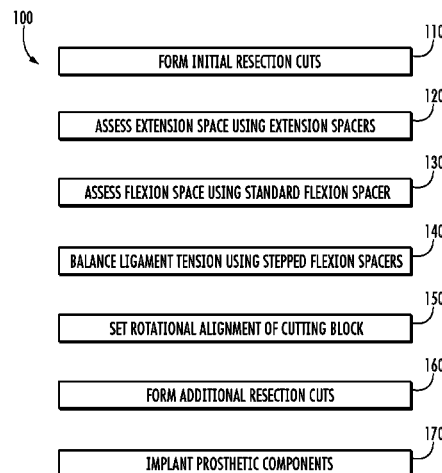 100
110
FORM INITIAL RESECTION CUTS
120
ASSESS EXTENSION SPACE USING EXTENSION SPACERS
130
ASSESS FLEXION SPACE USING STANDARD FLEXION SPACER
140
BALANCE LIGAMENT TENSION USING STEPPED FLEXION SPACERS
150
SET ROTATIONAL ALIGNMENT OF CUTTING BLOCK
160
FORM ADDITIONAL RESECTION CUTS
170
IMPLANT PROSTHETIC COMPONENTS